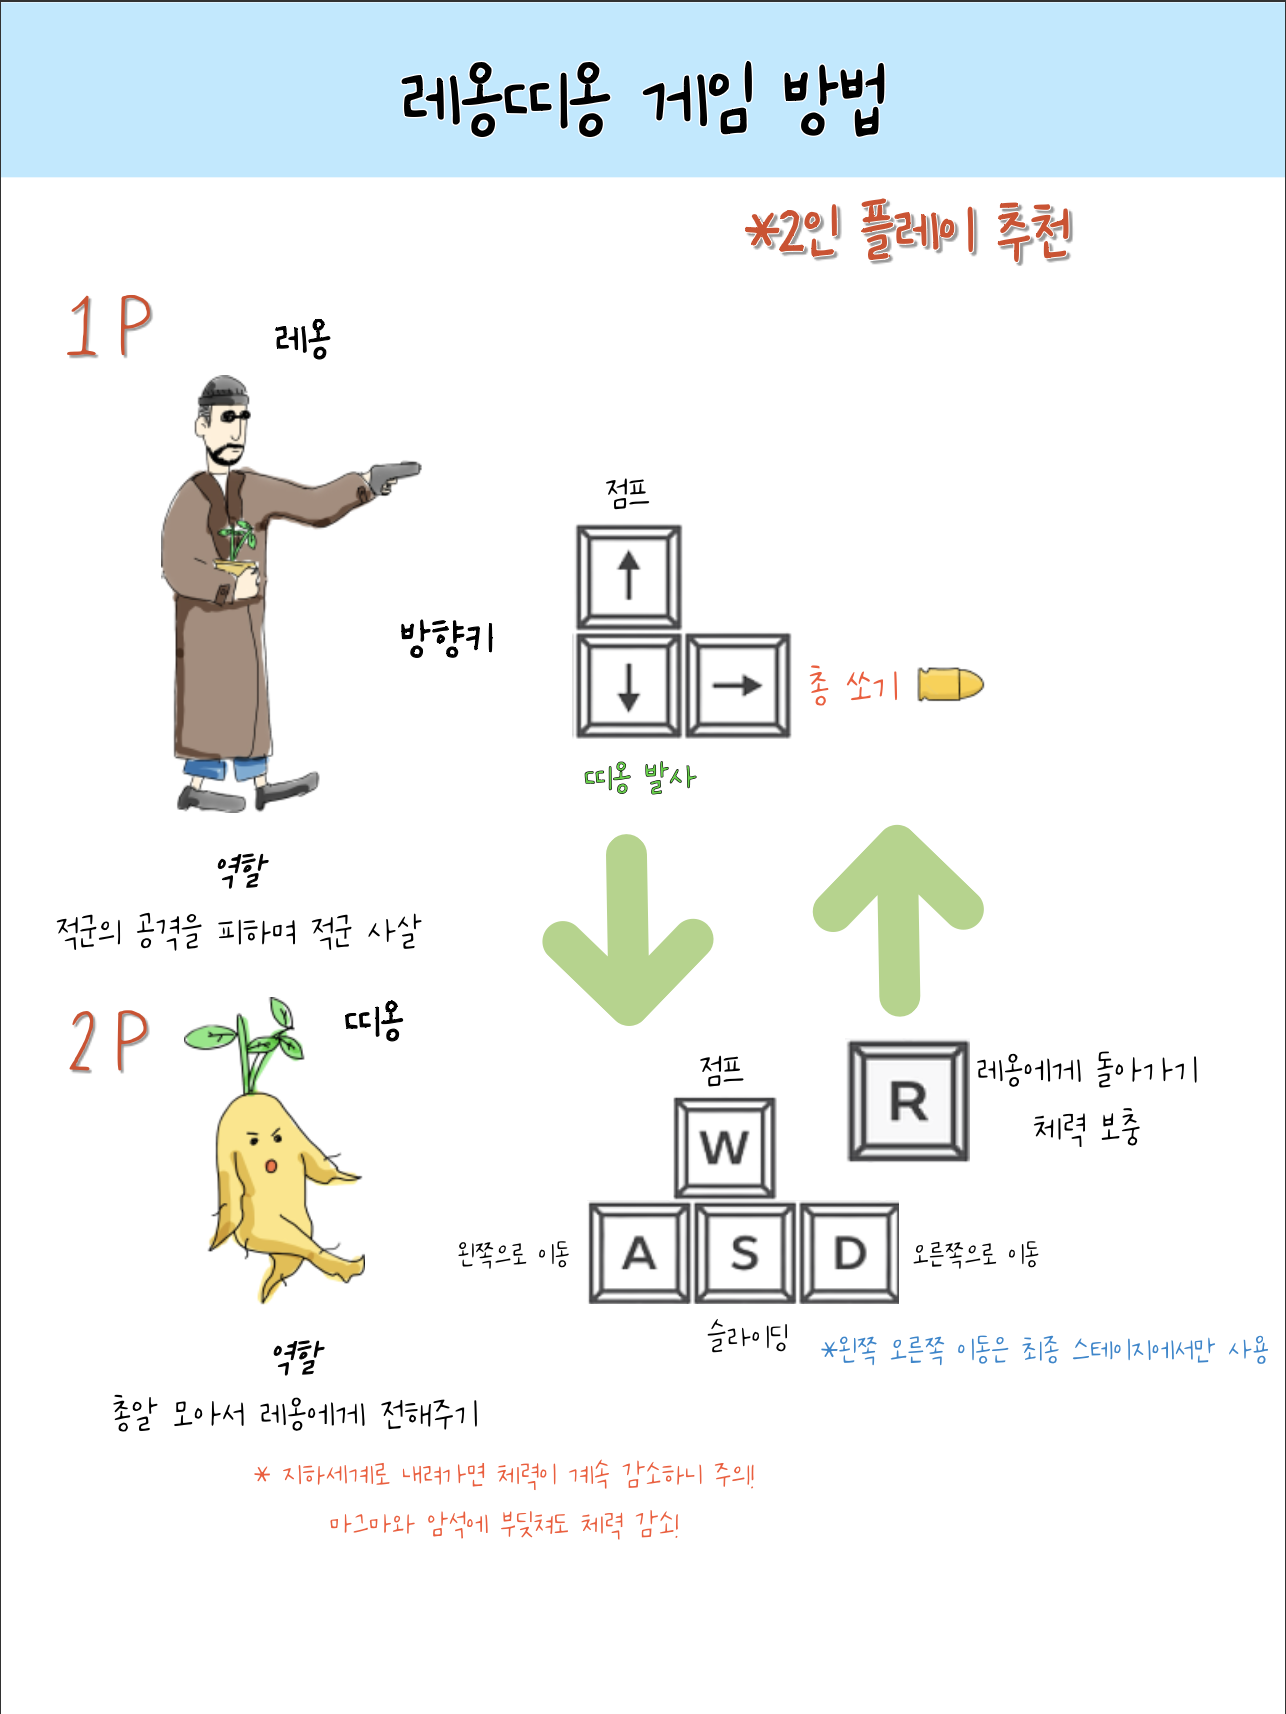 레옹띠옹 게임 방법
*2인 플레이 추천
1P
레옹
점프
↑
방향키
↓ → 총 쏘기
띠옹 발사
역할
적군의 공격을 피하며 적군 사살
2P
띠옹
점프
R 레옹에게 돌아가기
체력 보충
W
왼쪽으로 이동 A S D 오른쪽으로 이동
슬라이딩
*왼쪽 오른쪽 이동은 최종 스테이지에서만 사용
역할
총알 모아서 레옹에게 전해주기
* 지하세계로 내려가면 체력이 계속 감소하니 주의!
마그마와 암석에 부딪쳐도 체력 감소!